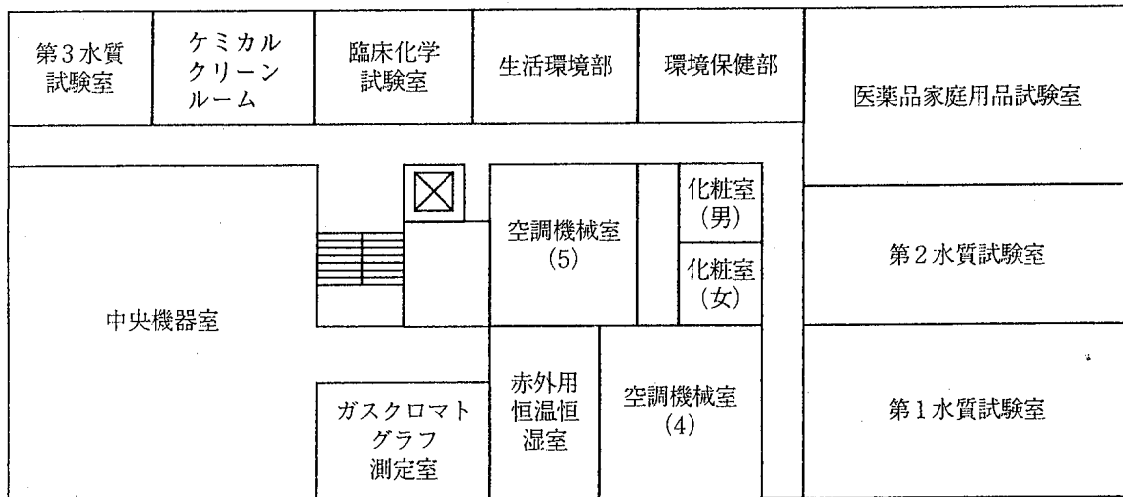 第3水質
試験室
ケミカル
クリーン
ルーム
臨床化学
試験室
生活環境部
環境保健部
医薬品家庭用品試験室
化粧室
(男)
空調機械室
(5)
化粧室
(女)
第2水質試験室
中央機器室
ガスクロマト
グラフ
測定室
赤外用
恒温恒
湿室
空調機械室
(4)
第1水質試験室